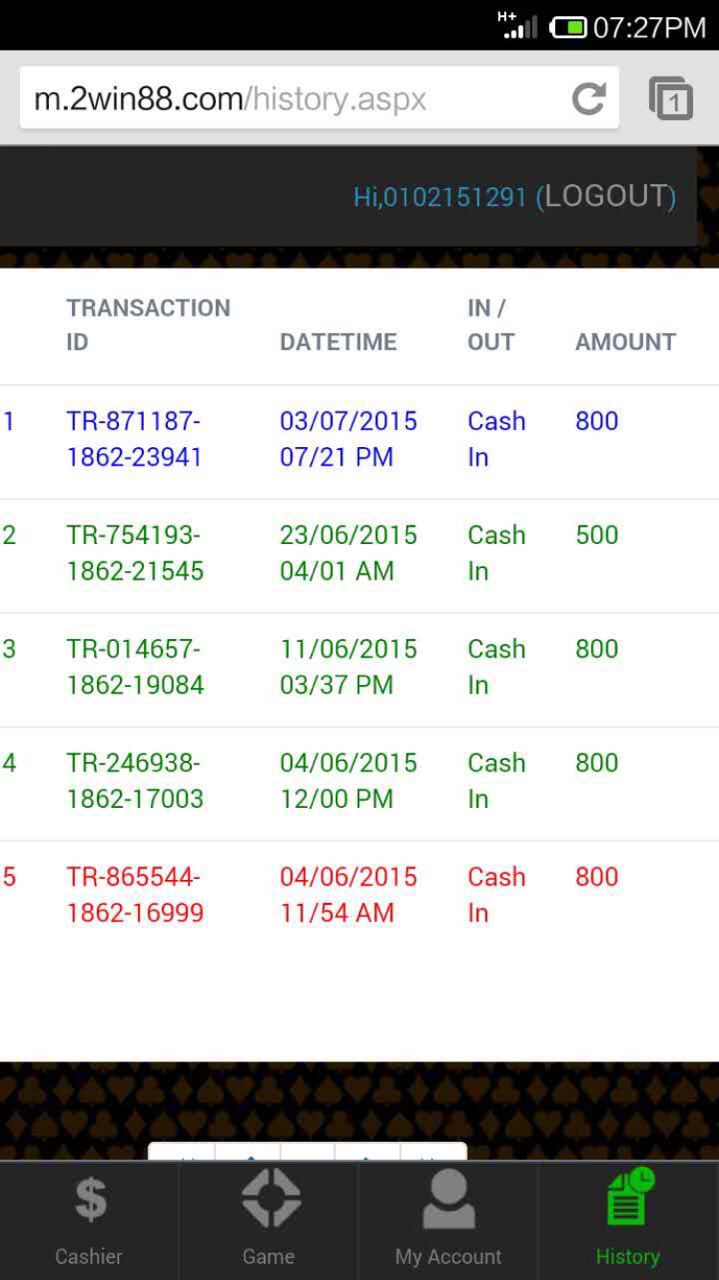 H+ 07:27PM
m.2win88.com/history.aspx 1
Hi,0102151291 (LOGOUT)
TRANSACTION IN /
ID DATETIME OUT AMOUNT
1 TR-871187- 03/07/2015 Cash 800
1862-23941 07/21 PM In
2 TR-754193- 23/06/2015 Cash 500
1862-21545 04/01 AM In
3 TR-014657- 11/06/2015 Cash 800
1862-19084 03/37 PM In
4 TR-246938- 04/06/2015 Cash 800
1862-17003 12/00 PM In
5 TR-865544- 04/06/2015 Cash 800
1862-16999 11/54 AM In
$
Cashier Game My Account History